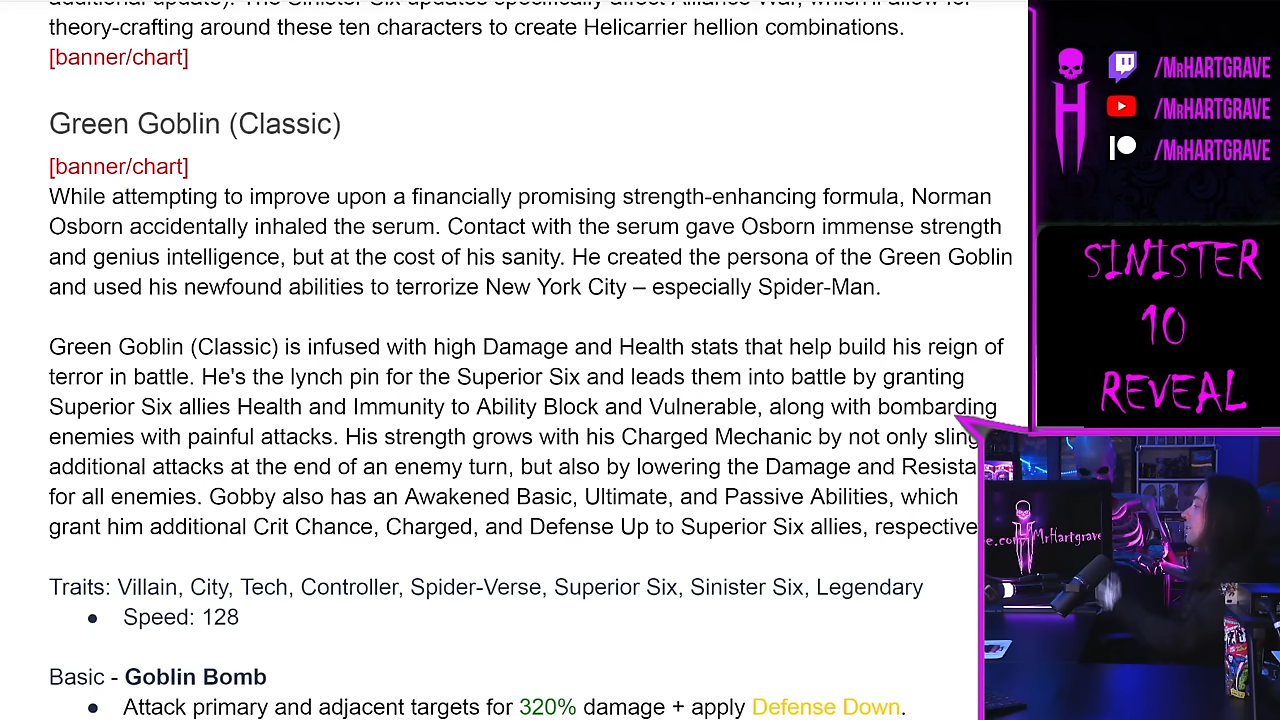 theory-crafting around these ten characters to create Helicarrier hellion combinations.
[banner/chart]
Green Goblin (Classic)
[banner/chart]
While attempting to improve upon a financially promising strength-enhancing formula, Norman
Osborn accidentally inhaled the serum. Contact with the serum gave Osborn immense strength
and genius intelligence, but at the cost of his sanity. He created the persona of the Green Goblin
and used his newfound abilities to terrorize New York City – especially Spider-Man.
Green Goblin (Classic) is infused with high Damage and Health stats that help build his reign of
terror in battle. He's the lynch pin for the Superior Six and leads them into battle by granting
Superior Six allies Health and Immunity to Ability Block and Vulnerable, along with bombarding
enemies with painful attacks. His strength grows with his Charged Mechanic by not only sling
additional attacks at the end of an enemy turn, but also by lowering the Damage and Resista
for all enemies. Gobby also has an Awakened Basic, Ultimate, and Passive Abilities, which
grant him additional Crit Chance, Charged, and Defense Up to Superior Six allies, respective
Traits: Villain, City, Tech, Controller, Spider-Verse, Superior Six, Sinister Six, Legendary
• Speed: 128
Basic - Goblin Bomb
• Attack primary and adjacent targets for 320% damage + apply Defense Down.
/MrHARTGRAVE
/MrHARTGRAVE
/MrHARTGRAVE
SINISTER
10
REVEAL
e.com/MrHartgrave